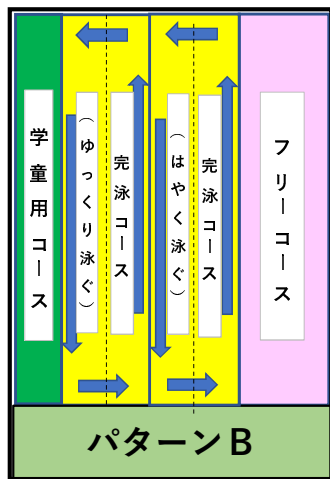 学童用コース
完泳コース
（ゆっくり泳ぐ）
完泳コース
（はやく泳ぐ）
フリーコース
パターンB